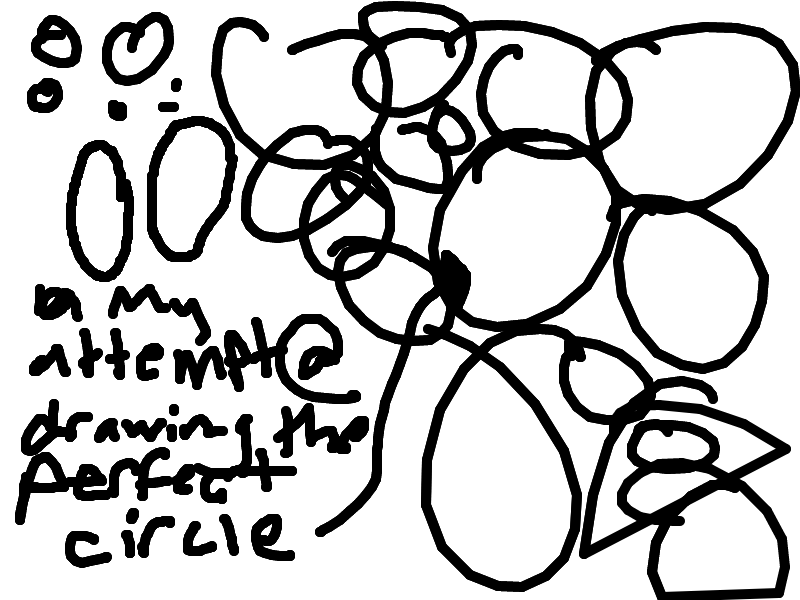 a my
attempt @
drawing the
perfect
circle